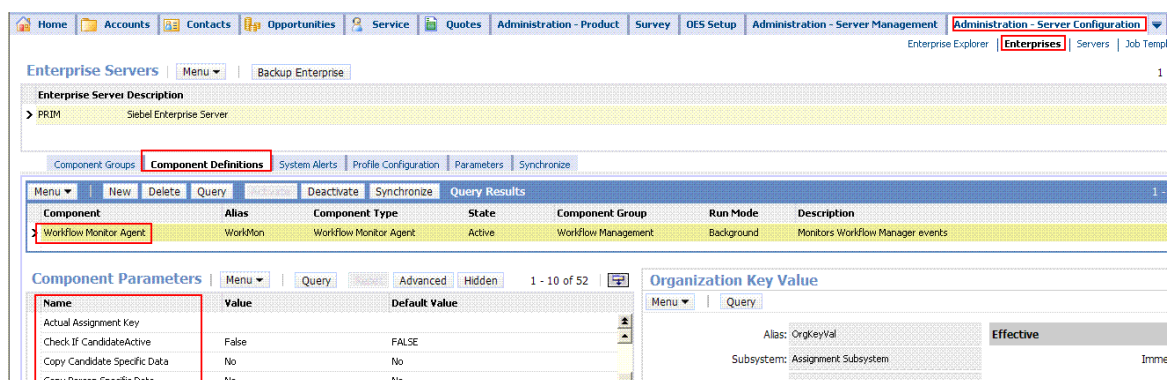 Home Accounts Contacts Opportunities Service Quotes Administration - Product Survey OES Setup Administration - Server Management Administration - Server Configuration
Enterprise Explorer Enterprises Servers Job Templ
Enterprise Servers Menu Backup Enterprise 1
Enterprise Server Description
PRIM Siebel Enterprise Server
Component Groups Component Definitions System Alerts Profile Configuration Parameters Synchronize
Menu New Delete Query Activate Deactivate Synchronize Query Results 1 -
Component Alias Component Type State Component Group Run Mode Description
Workflow Monitor Agent WorkMon Workflow Monitor Agent Active Workflow Management Background Monitors Workflow Manager events
Component Parameters Menu Query Advanced Hidden 1 - 10 of 52 Organization Key Value
Name Value Default Value Menu Query
Actual Assignment Key
Alias: OrgKeyVal Effective
Check If CandidateActive False FALSE
Copy Candidate Specific Data No No
Subsystem: Assignment Subsystem Imme
Copy Person Specific Data No No